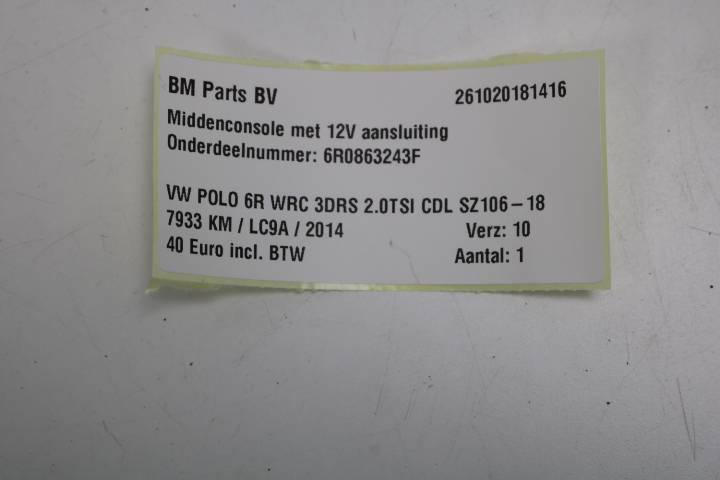 BM Parts BV 261020181416
Middenconsole met 12V aansluiting
Onderdeelnummer: 6R0863243F
VW POLO 6R WRC 3DRS 2.0TSI CDL SZ106-18
7933 KM / LC9A / 2014 Verz: 10
40 Euro incl. BTW Aantal: 1